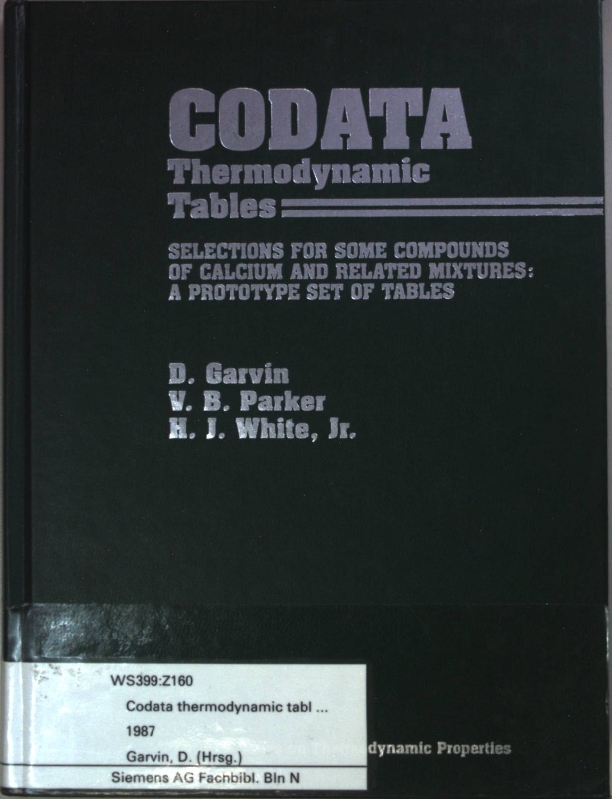 CODATA
Thermodynamic
Tables
SELECTIONS FOR SOME COMPOUNDS
OF CALCIUM AND RELATED MIXTURES:
A PROTOTYPE SET OF TABLES
D. Garvin
V. B. Parker
H. J. White, Jr.
WS399:Z160
Codata thermodynamic tabl ...
1987
Garvin, D. (Hrsg.)
Siemens AG Fachbibl. Bln N
on Thermodynamic Properties